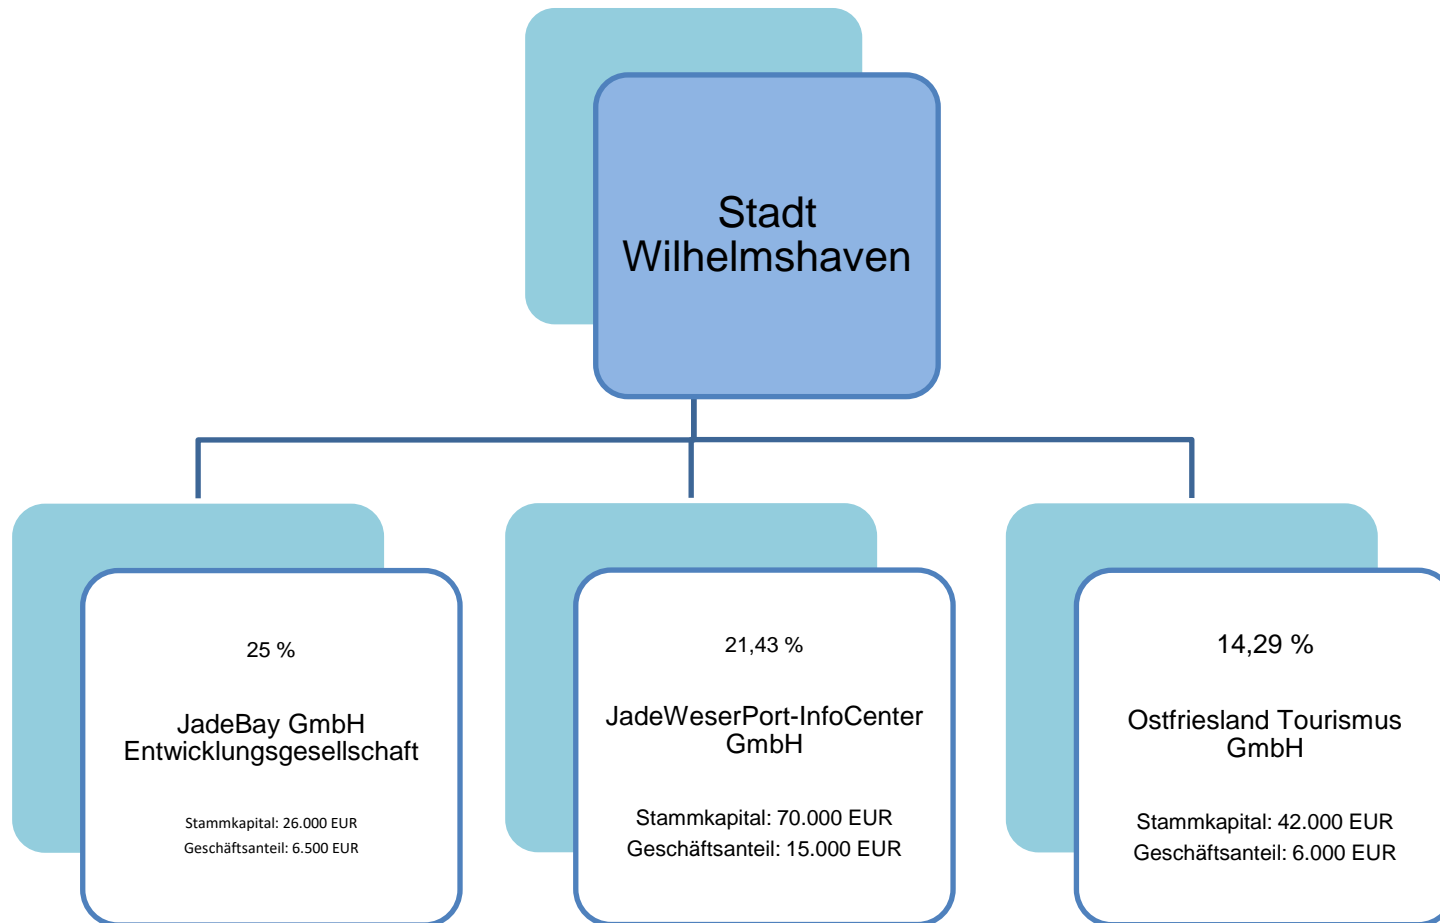 Stadt
Wilhelmshaven
25 %
JadeBay GmbH
Entwicklungsgesellschaft
Stammkapital: 26.000 EUR
Geschäftsanteil: 6.500 EUR
21,43 %
JadeWeserPort-InfoCenter
GmbH
Stammkapital: 70.000 EUR
Geschäftsanteil: 15.000 EUR
14,29 %
Ostfriesland Tourismus
GmbH
Stammkapital: 42.000 EUR
Geschäftsanteil: 6.000 EUR